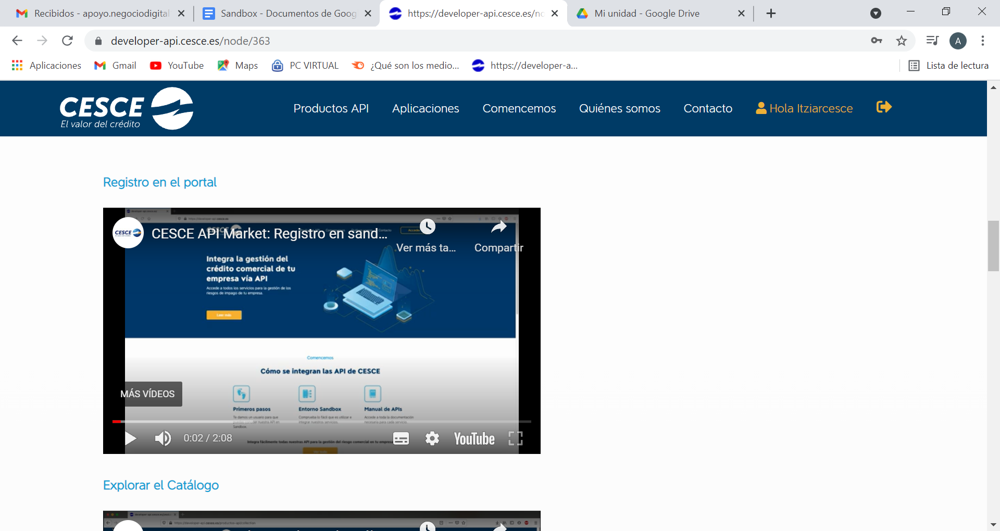 Recibidos - apoyo.negociodigital
Sandbox - Documentos de Goog
https://developer-api.cesce.es/no
Mi unidad - Google Drive
developer-api.cesce.es/node/363
A
Aplicaciones
Gmail
YouTube
Maps
PC VIRTUAL
¿Qué son los medio...
https://developer-a...
Lista de lectura
CESCE
El valor del crédito
Productos API
Aplicaciones
Comencemos
Quiénes somos
Contacto
Hola Itziarcesce
Registro en el portal
CESCE
CESCE API Market: Registro en sand...
Ver más ta...
Compartir
Integra la gestión del
crédito comercial de tu
empresa vía API
Accede a todos los servicios para la gestión de los
riesgos de impago de tu empresa.
Leer más
Comencemos
Cómo se integran las API de CESCE
MÁS VÍDEOS
Primeros pasos
Te damos un usuario para que
Sandbox.
Entorno Sandbox
Comprueba lo fácil que es utilizar e
integrar nuestros servicios.
Manual de APIs
Accede a toda la documentación
necesaria para cada servicio.
0:02 / 2:08
YouTube
Integra fácilmente todas nuestras API para la gestión del riesgo comercial en tu empresa
Explorar el Catálogo